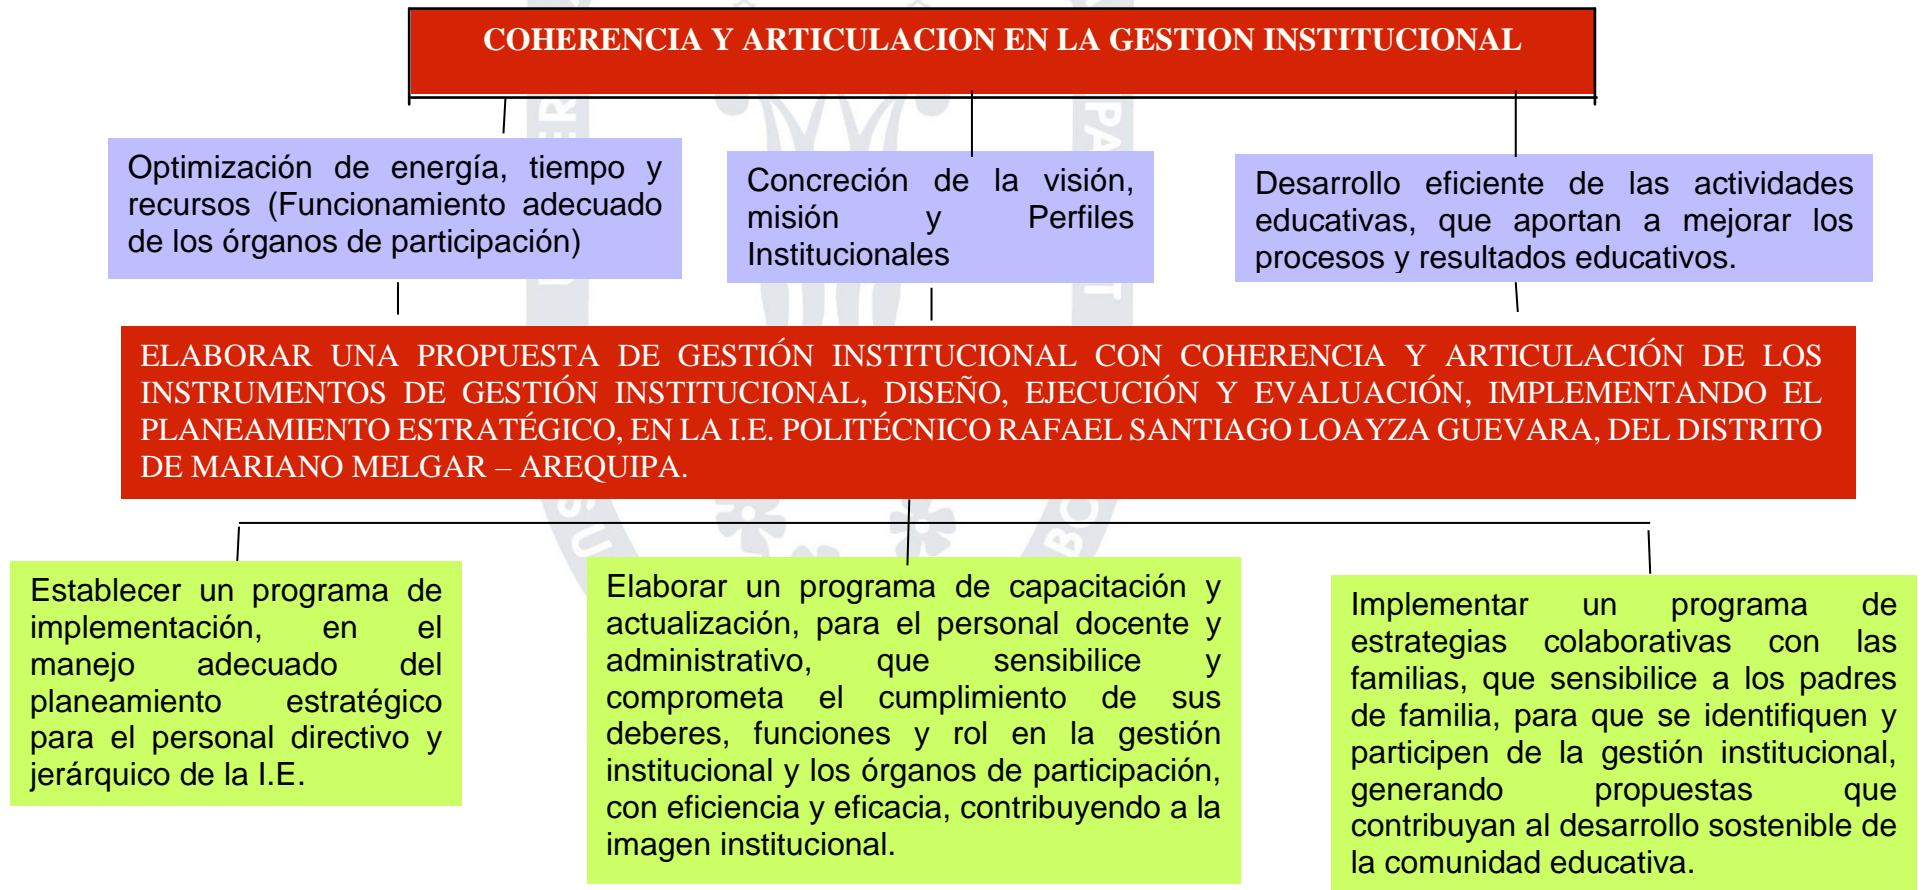 COHERENCIA Y ARTICULACION EN LA GESTION INSTITUCIONAL
Optimización de energía, tiempo y
recursos (Funcionamiento adecuado
de los órganos de participación)
Concreción de la visión,
misión y Perfiles
Institucionales
Desarrollo eficiente de las actividades
educativas, que aportan a mejorar los
procesos y resultados educativos.
ELABORAR UNA PROPUESTA DE GESTIÓN INSTITUCIONAL CON COHERENCIA Y ARTICULACIÓN DE LOS
INSTRUMENTOS DE GESTIÓN INSTITUCIONAL, DISEÑO, EJECUCIÓN Y EVALUACIÓN, IMPLEMENTANDO EL
PLANEAMIENTO ESTRATÉGICO, EN LA I.E. POLITÉCNICO RAFAEL SANTIAGO LOAYZA GUEVARA, DEL DISTRITO
DE MARIANO MELGAR – AREQUIPA.
Establecer un programa de
implementación, en el
manejo adecuado del
planeamiento estratégico
para el personal directivo y
jerárquico de la I.E.
Elaborar un programa de capacitación y
actualización, para el personal docente y
administrativo, que sensibilice y
comprometa el cumplimiento de sus
deberes, funciones y rol en la gestión
institucional y los órganos de participación,
con eficiencia y eficacia, contribuyendo a la
imagen institucional.
Implementar un programa de
estrategias colaborativas con las
familias, que sensibilice a los padres
de familia, para que se identifiquen y
participen de la gestión institucional,
generando propuestas que
contribuyan al desarrollo sostenible de
la comunidad educativa.